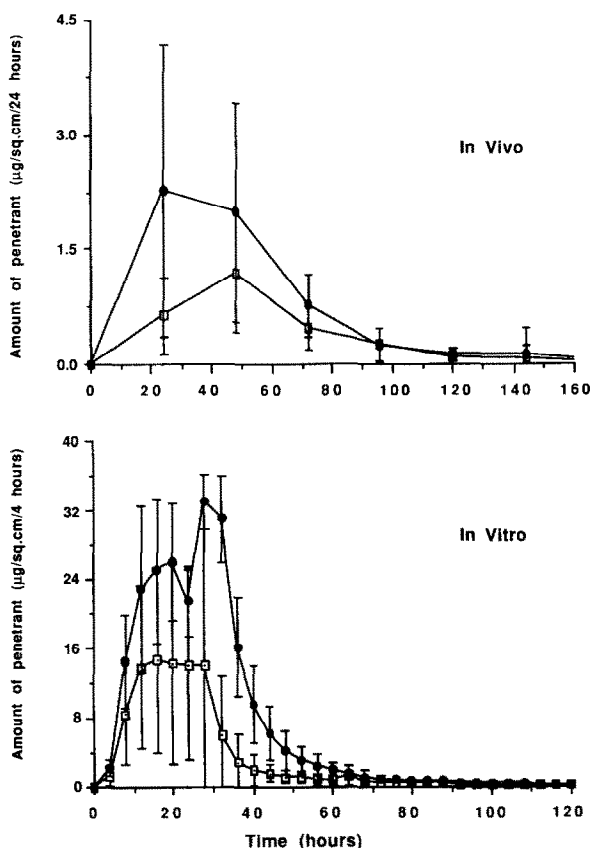 Amount of penetrant (µg/sq.cm/24 hours)
4.5
3.0
1.5
0.0
In Vivo
0 20 40 60 80 100 120 140 160
Amount of penetrant (µg/sq.cm/4 hours)
40
32
24
16
8
0
In Vitro
0 20 40 60 80 100 120
Time (hours)